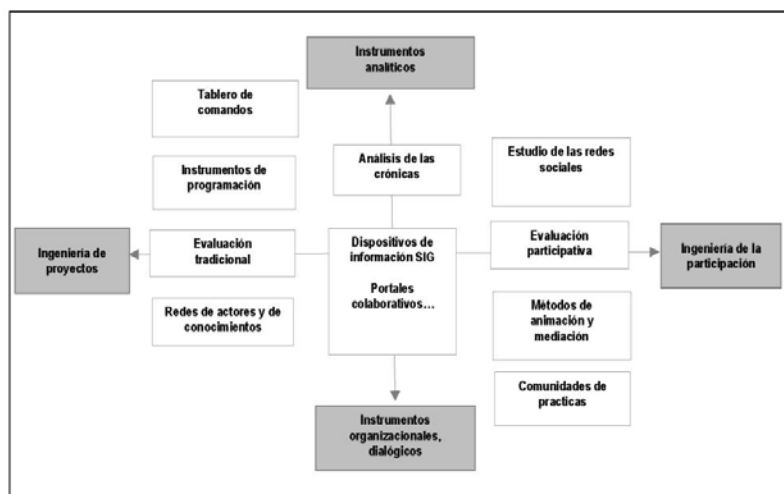 Instrumentos
analíticos
Tablero de
comandos
Análisis de las
crónicas
Estudio de las redes
sociales
Instrumentos de
programación
Ingeniería de
proyectos
Evaluación
tradicional
Dispositivos de
información SIG
Portales
colaborativos...
Evaluación
participativa
Ingeniería de la
participación
Redes de actores y de
conocimientos
Métodos de
animación y
mediación
Comunidades de
practicas
Instrumentos
organizacionales,
dialógicos